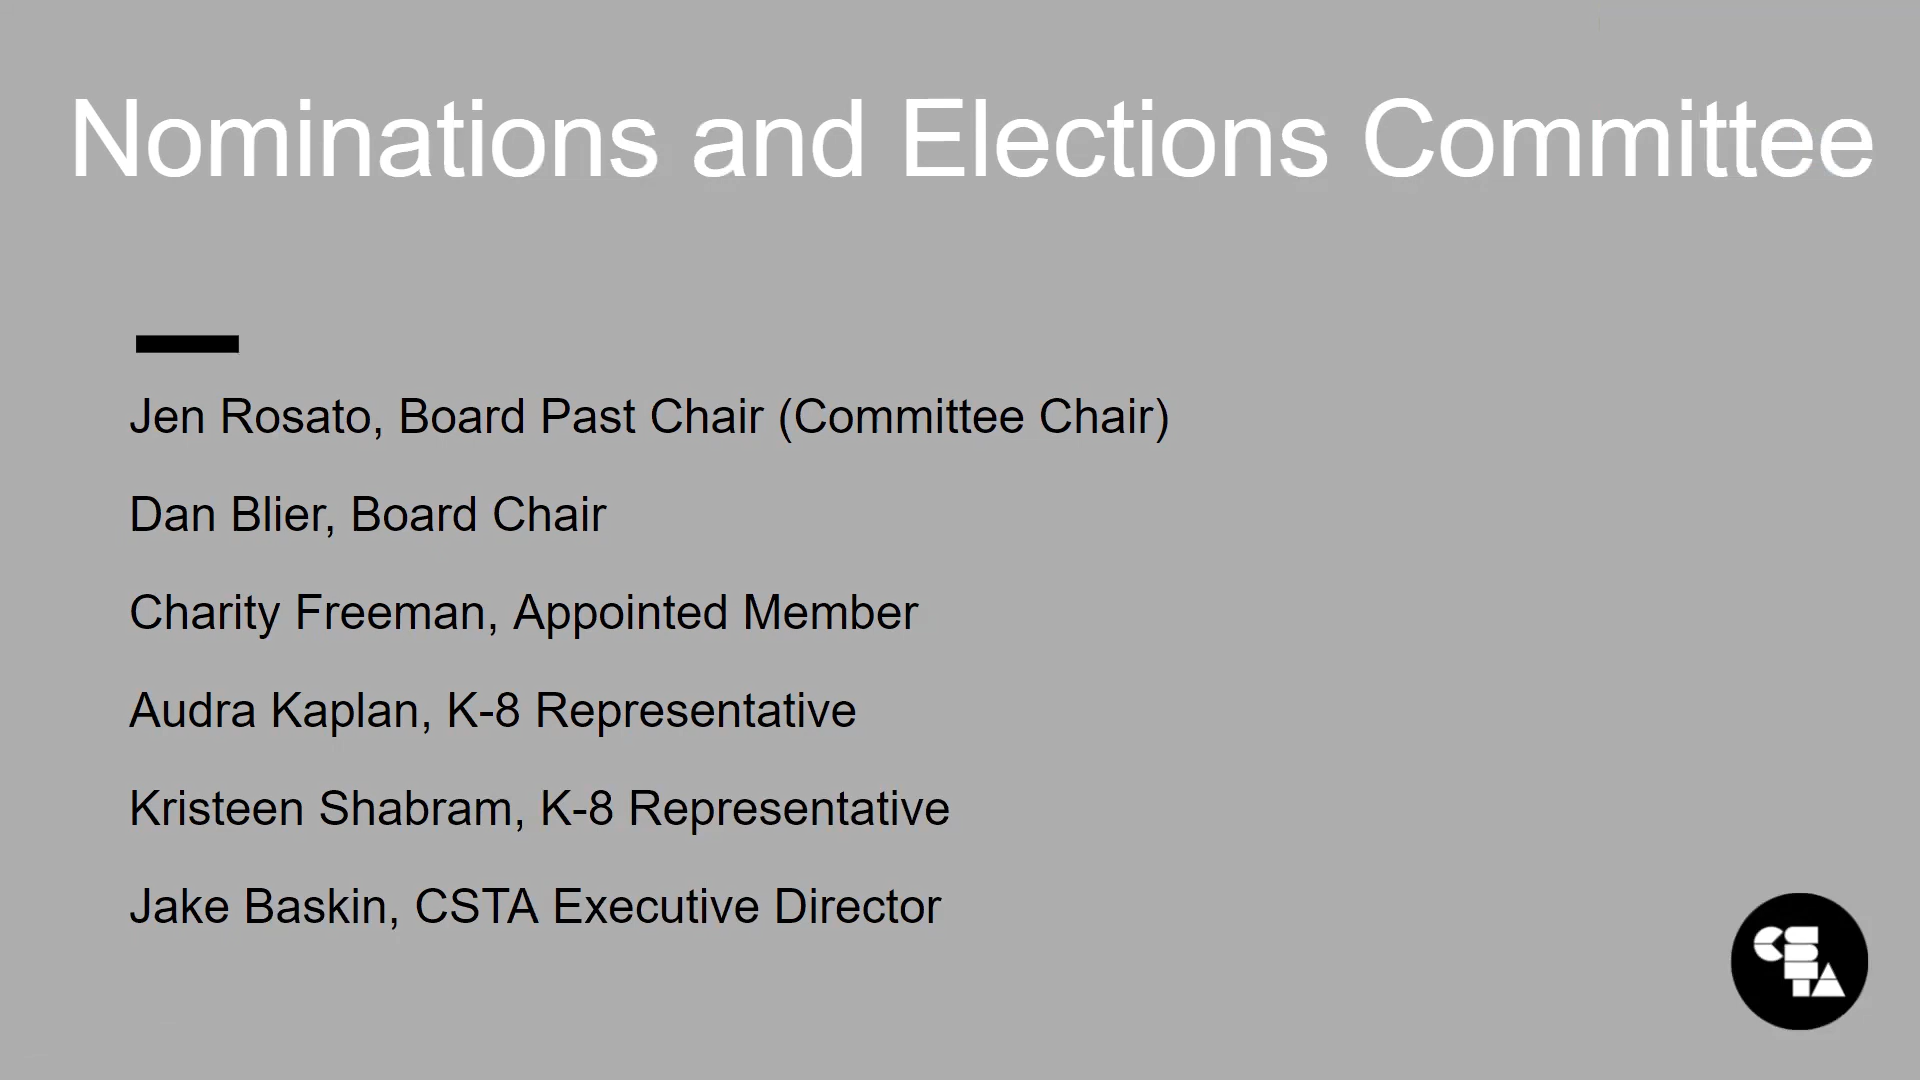 Nominations and Elections Committee
Jen Rosato, Board Past Chair (Committee Chair)
Dan Blier, Board Chair
Charity Freeman, Appointed Member
Audra Kaplan, K-8 Representative
Kristeen Shabram, K-8 Representative
Jake Baskin, CSTA Executive Director
CSTA